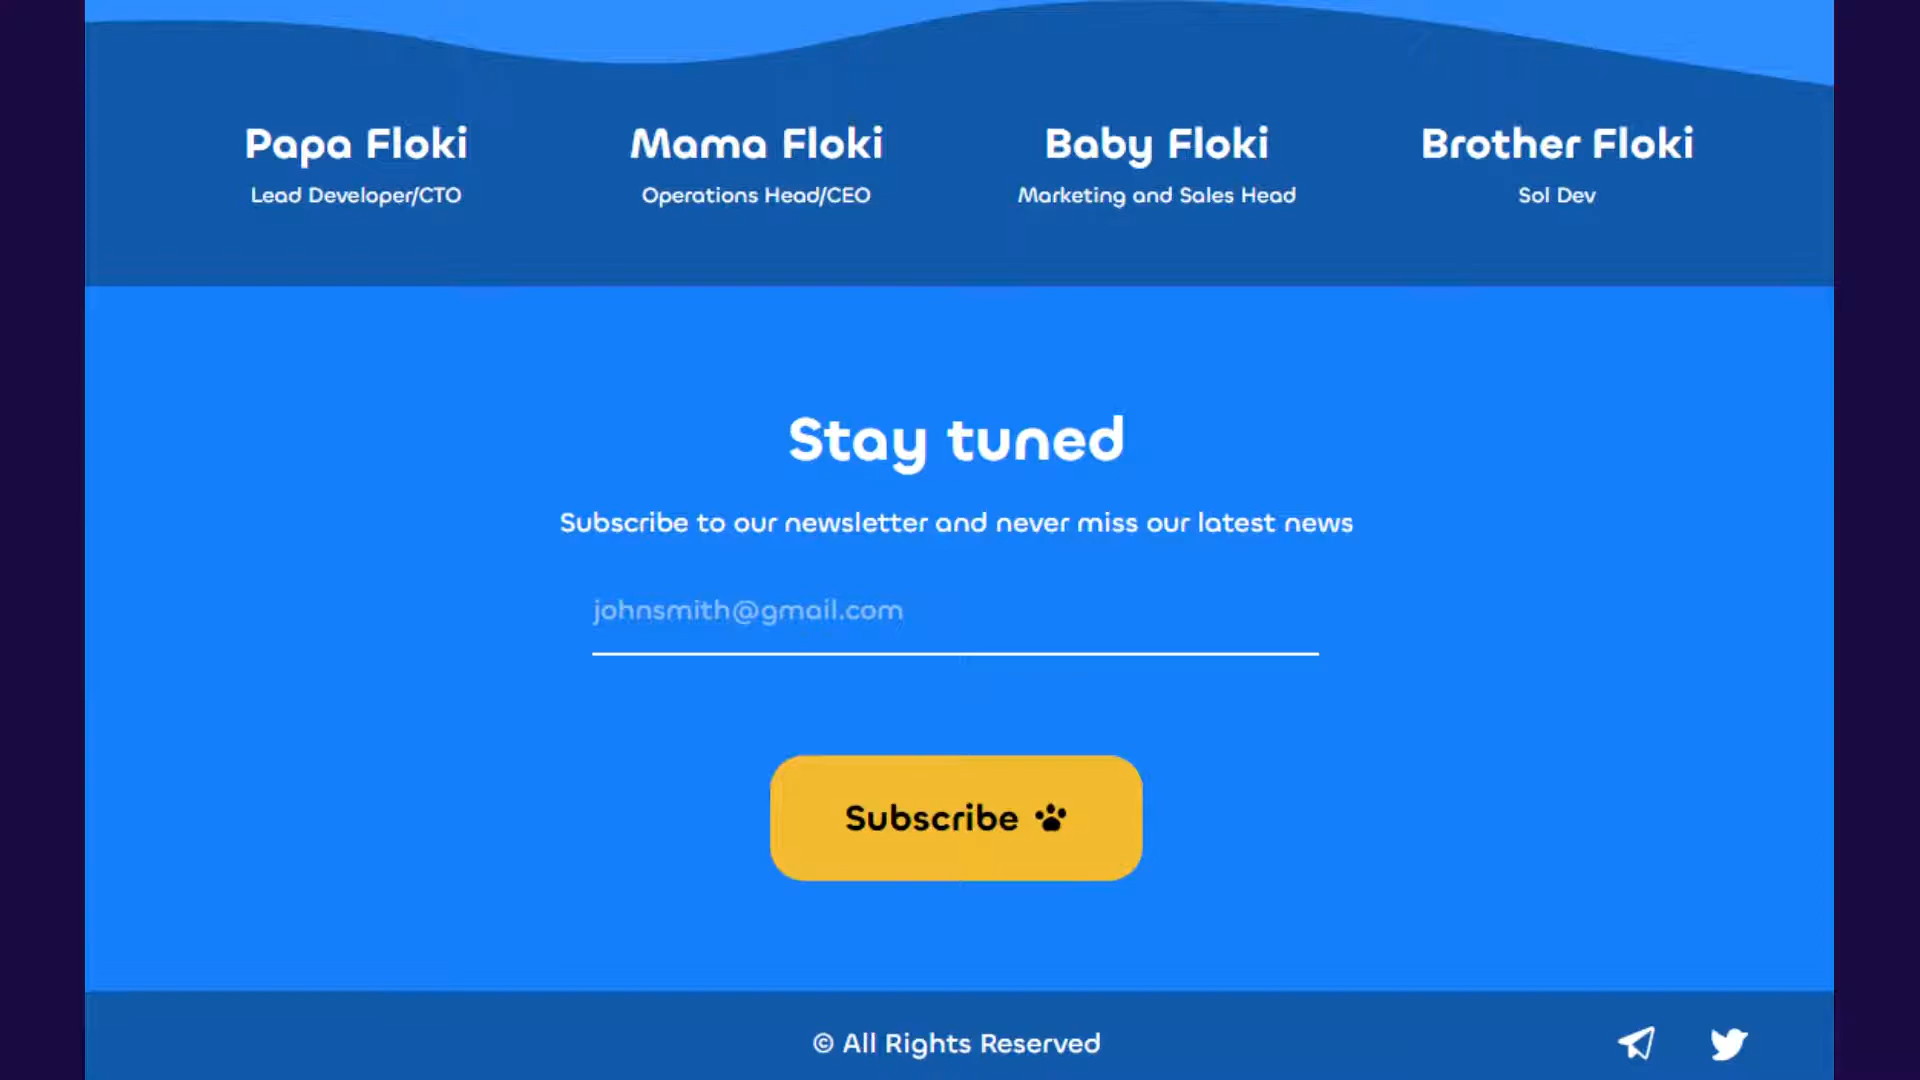 Papa Floki
Mama Floki
Baby Floki
Brother Floki
Lead Developer/CTO
Operations Head/CEO
Marketing and Sales Head
Sol Dev
Stay tuned
Subscribe to our newsletter and never miss our latest news
johnsmith@gmail.com
Subscribe
© All Rights Reserved